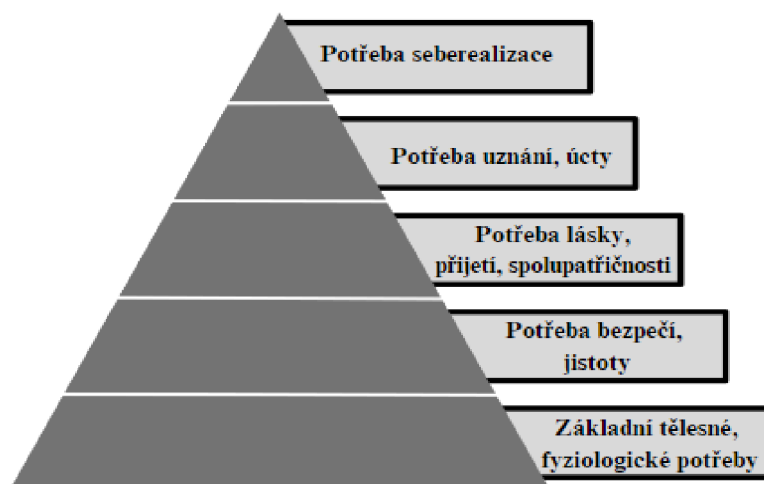 Potřeba seberealizace
Potřeba uznání, úcty
Potřeba lásky,
přijetí, spolupatřičnosti
Potřeba bezpečí,
jistoty
Základní tělesné,
fyziologické potřeby